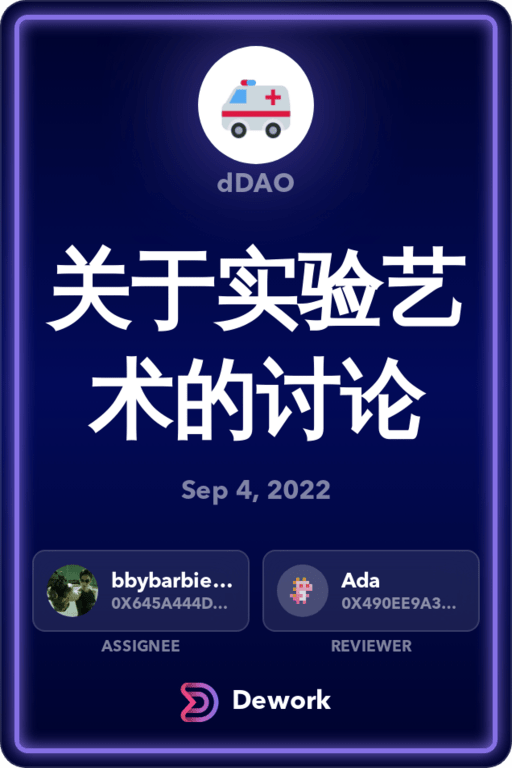 dDAO
关于实验艺
术的讨论
Sep 4, 2022
bbybarbie...
0X645A444D...
Ada
0X490EE9A3...
ASSIGNEE
REVIEWER
Dework